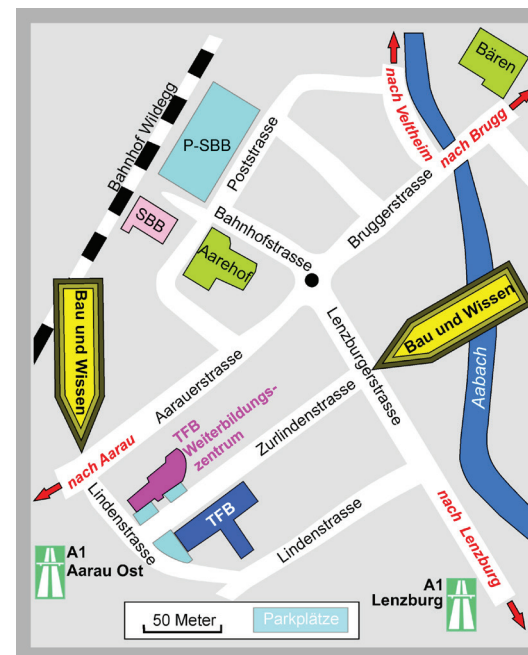 Bären
nach Veltheim
nach Brugg
Bahnhof Wildegg
P-SBB
Poststrasse
SBB
Bahnhofstrasse
Bruggerstrasse
Aarehof
Bau und Wissen
Bau und Wissen
Lenzburgerstrasse
Aabach
Aarauerstrasse
TFB
Weiterbildungs-
zentrum
Zurlindenstrasse
nach Aarau
Lindenstrasse
TFB
Lindenstrasse
nach Lenzburg
A1
Aarau Ost
A1
Lenzburg
50 Meter
Parkplätze